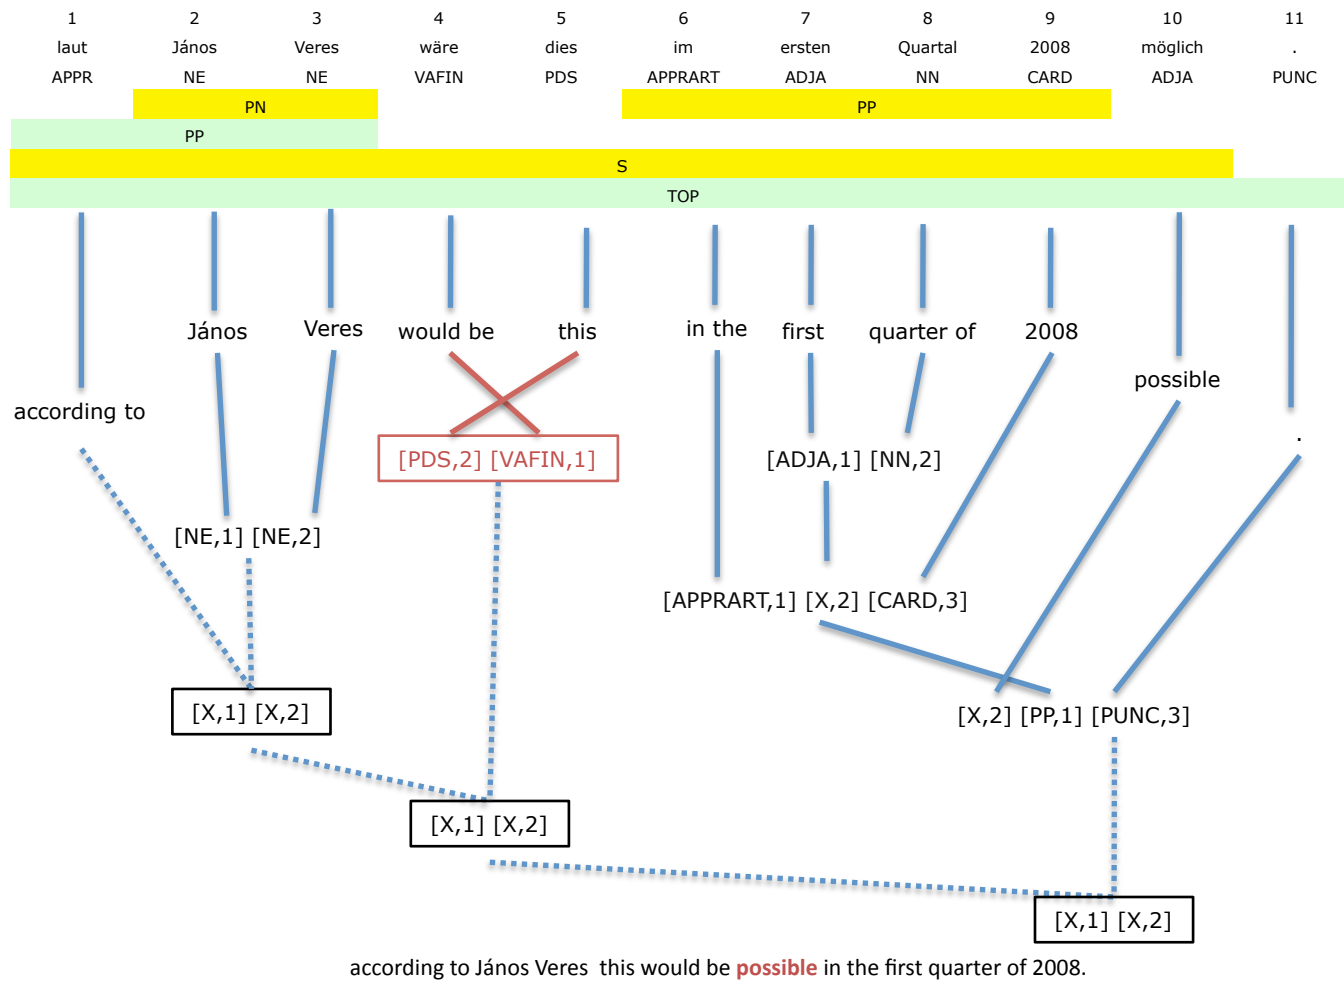 1 2 3 4 5 6 7 8 9 10 11
laut János Veres wäre dies im ersten Quartal 2008 möglich .
APPR NE NE VAFIN PDS APPRART ADJA NN CARD ADJA PUNC
PN PP
PP
S
TOP
János Veres would be this in the first quarter of 2008
possible
according to
.
[PDS,2] [VAFIN,1] [ADJA,1] [NN,2]
[NE,1] [NE,2]
[APPRART,1] [X,2] [CARD,3]
[X,1] [X,2] [X,2] [PP,1] [PUNC,3]
[X,1] [X,2]
[X,1] [X,2]
according to János Veres this would be possible in the first quarter of 2008.